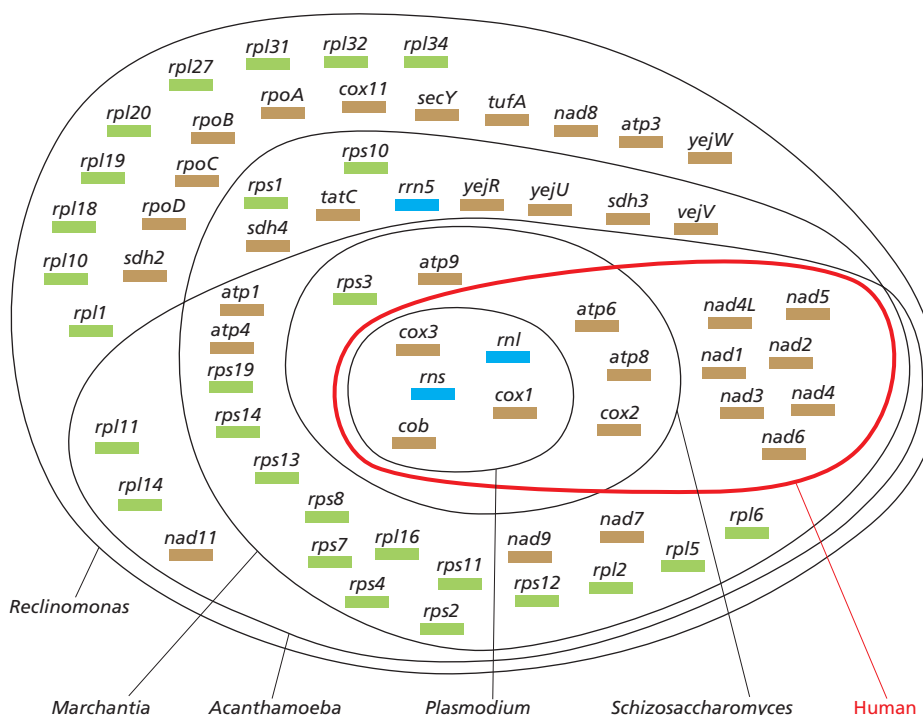 rpl31
rpl32
rpl34
rpl27
rpoA
cox11
secY
tufA
nad8
atp3
yejW
rpl20
rpoB
rpl19
rpoC
rps10
rps1
tatC
rrn5
yejR
yejU
sdh3
vejV
rpl18
rpoD
sdh4
rpl10
sdh2
atp9
rps3
atp1
rpl1
atp4
cox3
rnl
atp6
nad4L
nad5
rps19
rns
atp8
nad1
nad2
cox1
nad3
nad4
rps14
cob
cox2
nad6
rpl11
rps13
rpl14
rps8
nad11
rps7
rpl16
nad9
nad7
rpl6
rps4
rps11
rps12
rpl2
rpl5
rps2
Reclinomonas
Marchantia
Acanthamoeba
Plasmodium
Schizosaccharomyces
Human